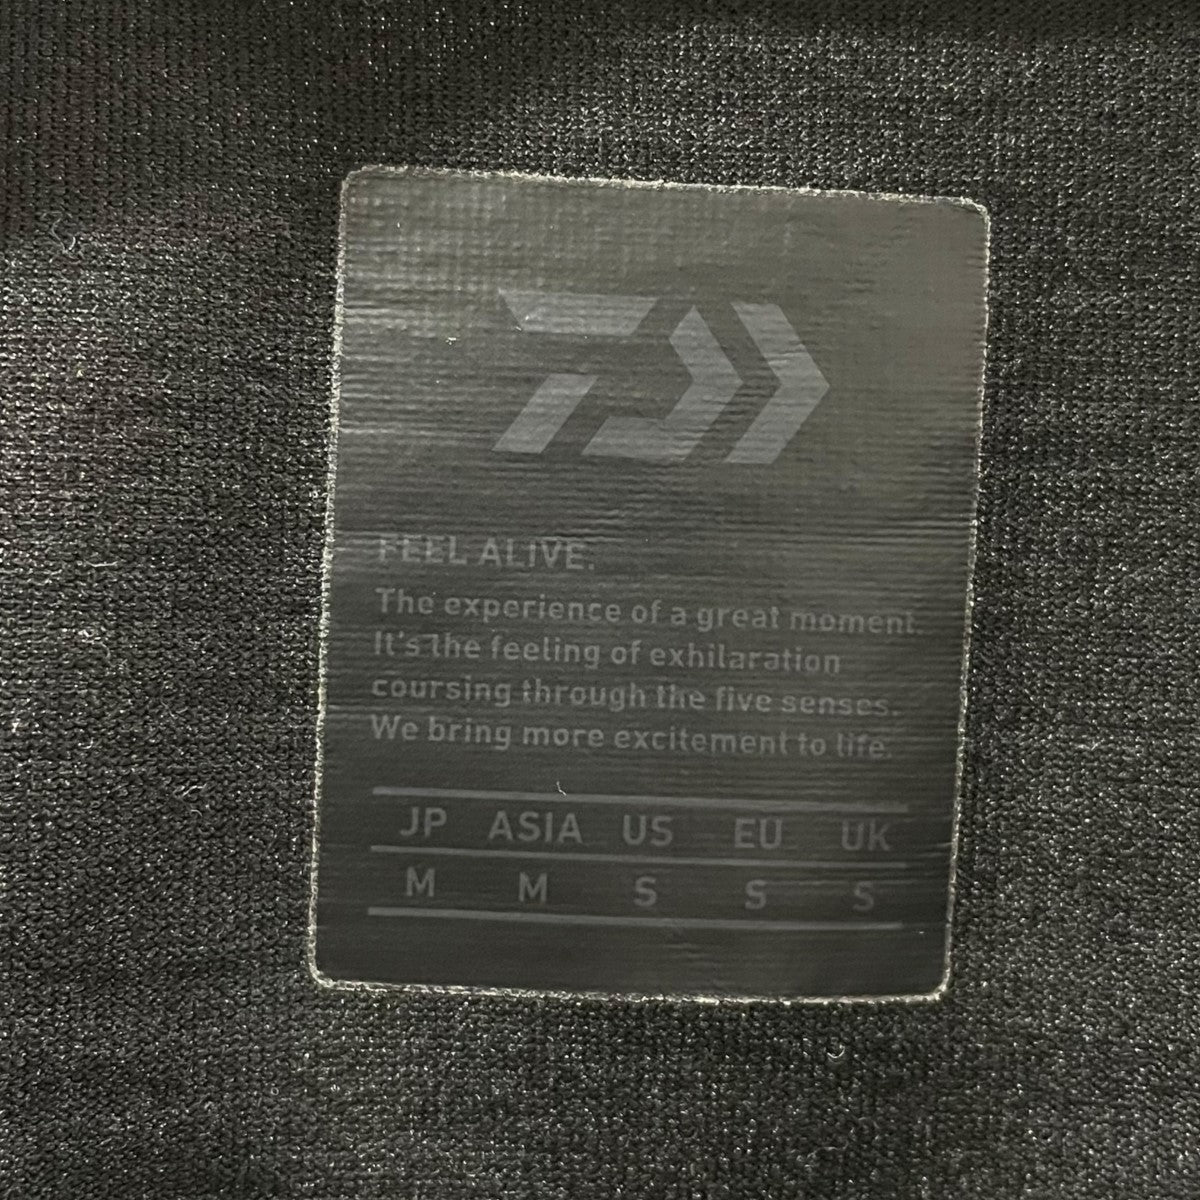 FEEL ALIVE.
The experience of a great moment.
It's the feeling of exhilaration
coursing through the five senses.
We bring more excitement to life.
JP ASIA US EU UK
M M S S S